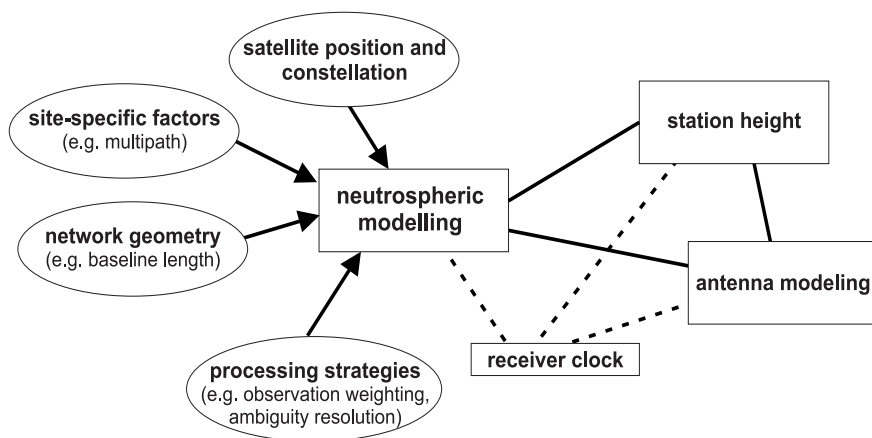 satellite position and
constellation
site-specific factors
(e.g. multipath)
station height
neutrospheric
modelling
network geometry
(e.g. baseline length)
antenna modeling
receiver clock
processing strategies
(e.g. observation weighting,
ambiguity resolution)